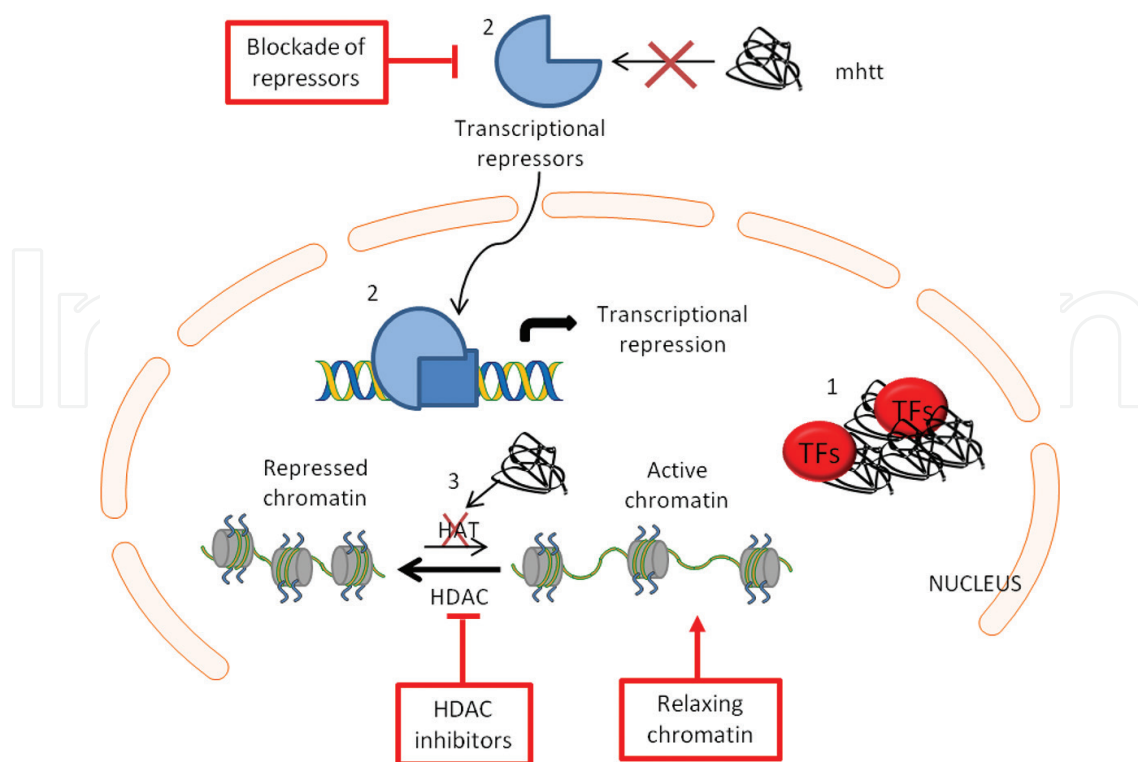 Blockade of
repressors
2
mhtt
Transcriptional
repressors
2
Transcriptional
repression
1
TFs
TFs
Repressed
chromatin
3
HAT
Active
chromatin
HDAC
NUCLEUS
HDAC
inhibitors
Relaxing
chromatin